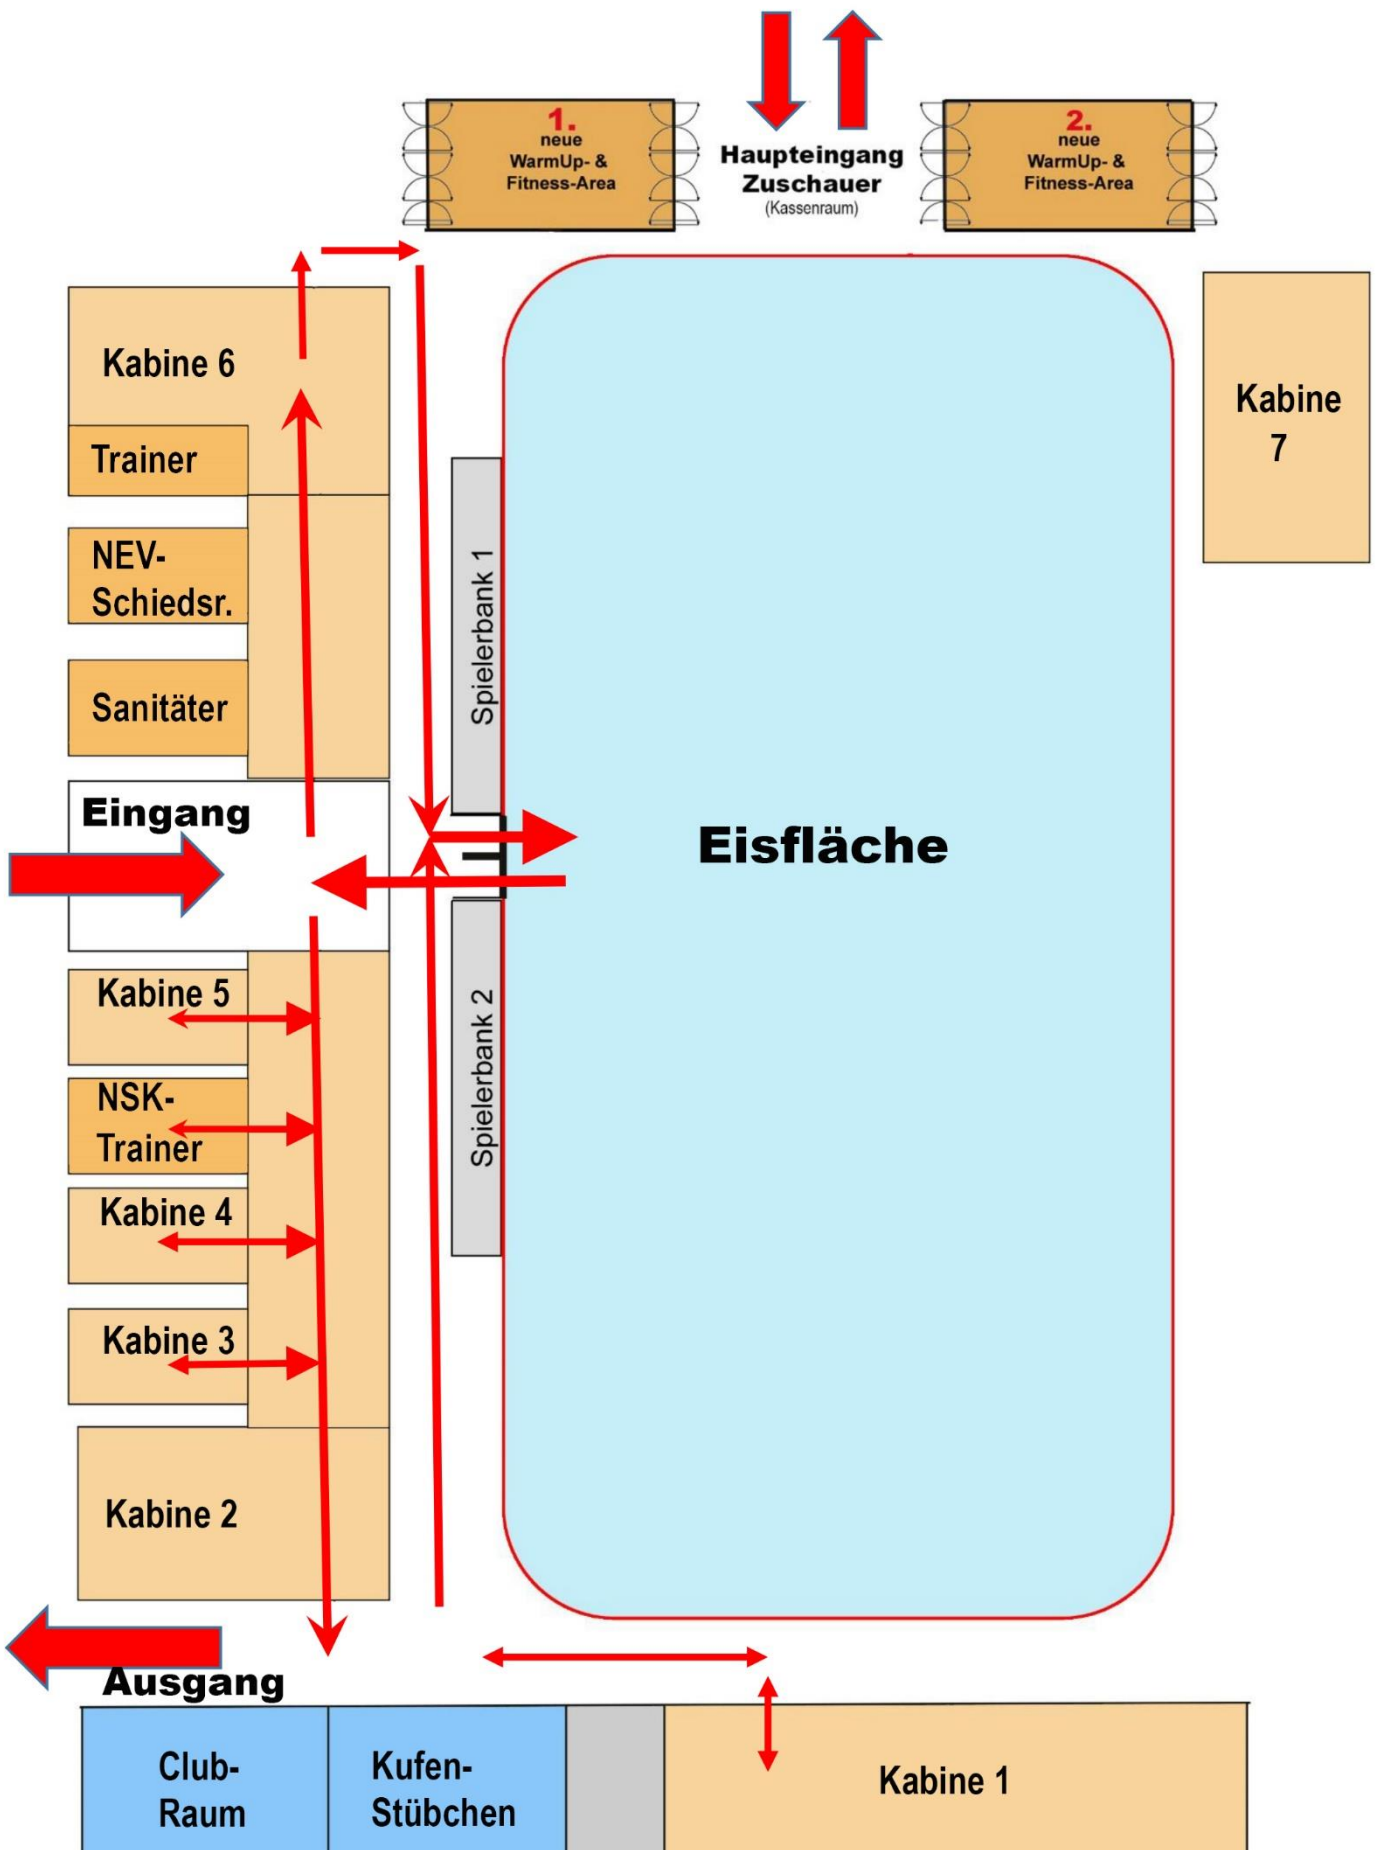 1.
neue
WarmUp- &
Fitness-Area
Haupteingang
Zuschauer
(Kassenraum)
2.
neue
WarmUp- &
Fitness-Area
Kabine 6
Trainer
NEV-
Schiedsr.
Sanitäter
Eingang
Kabine 5
NSK-
Trainer
Kabine 4
Kabine 3
Kabine 2
Ausgang
Spielerbank 1
Spielerbank 2
Eisfläche
Kabine
7
Club-
Raum
Kufen-
Stübchen
Kabine 1